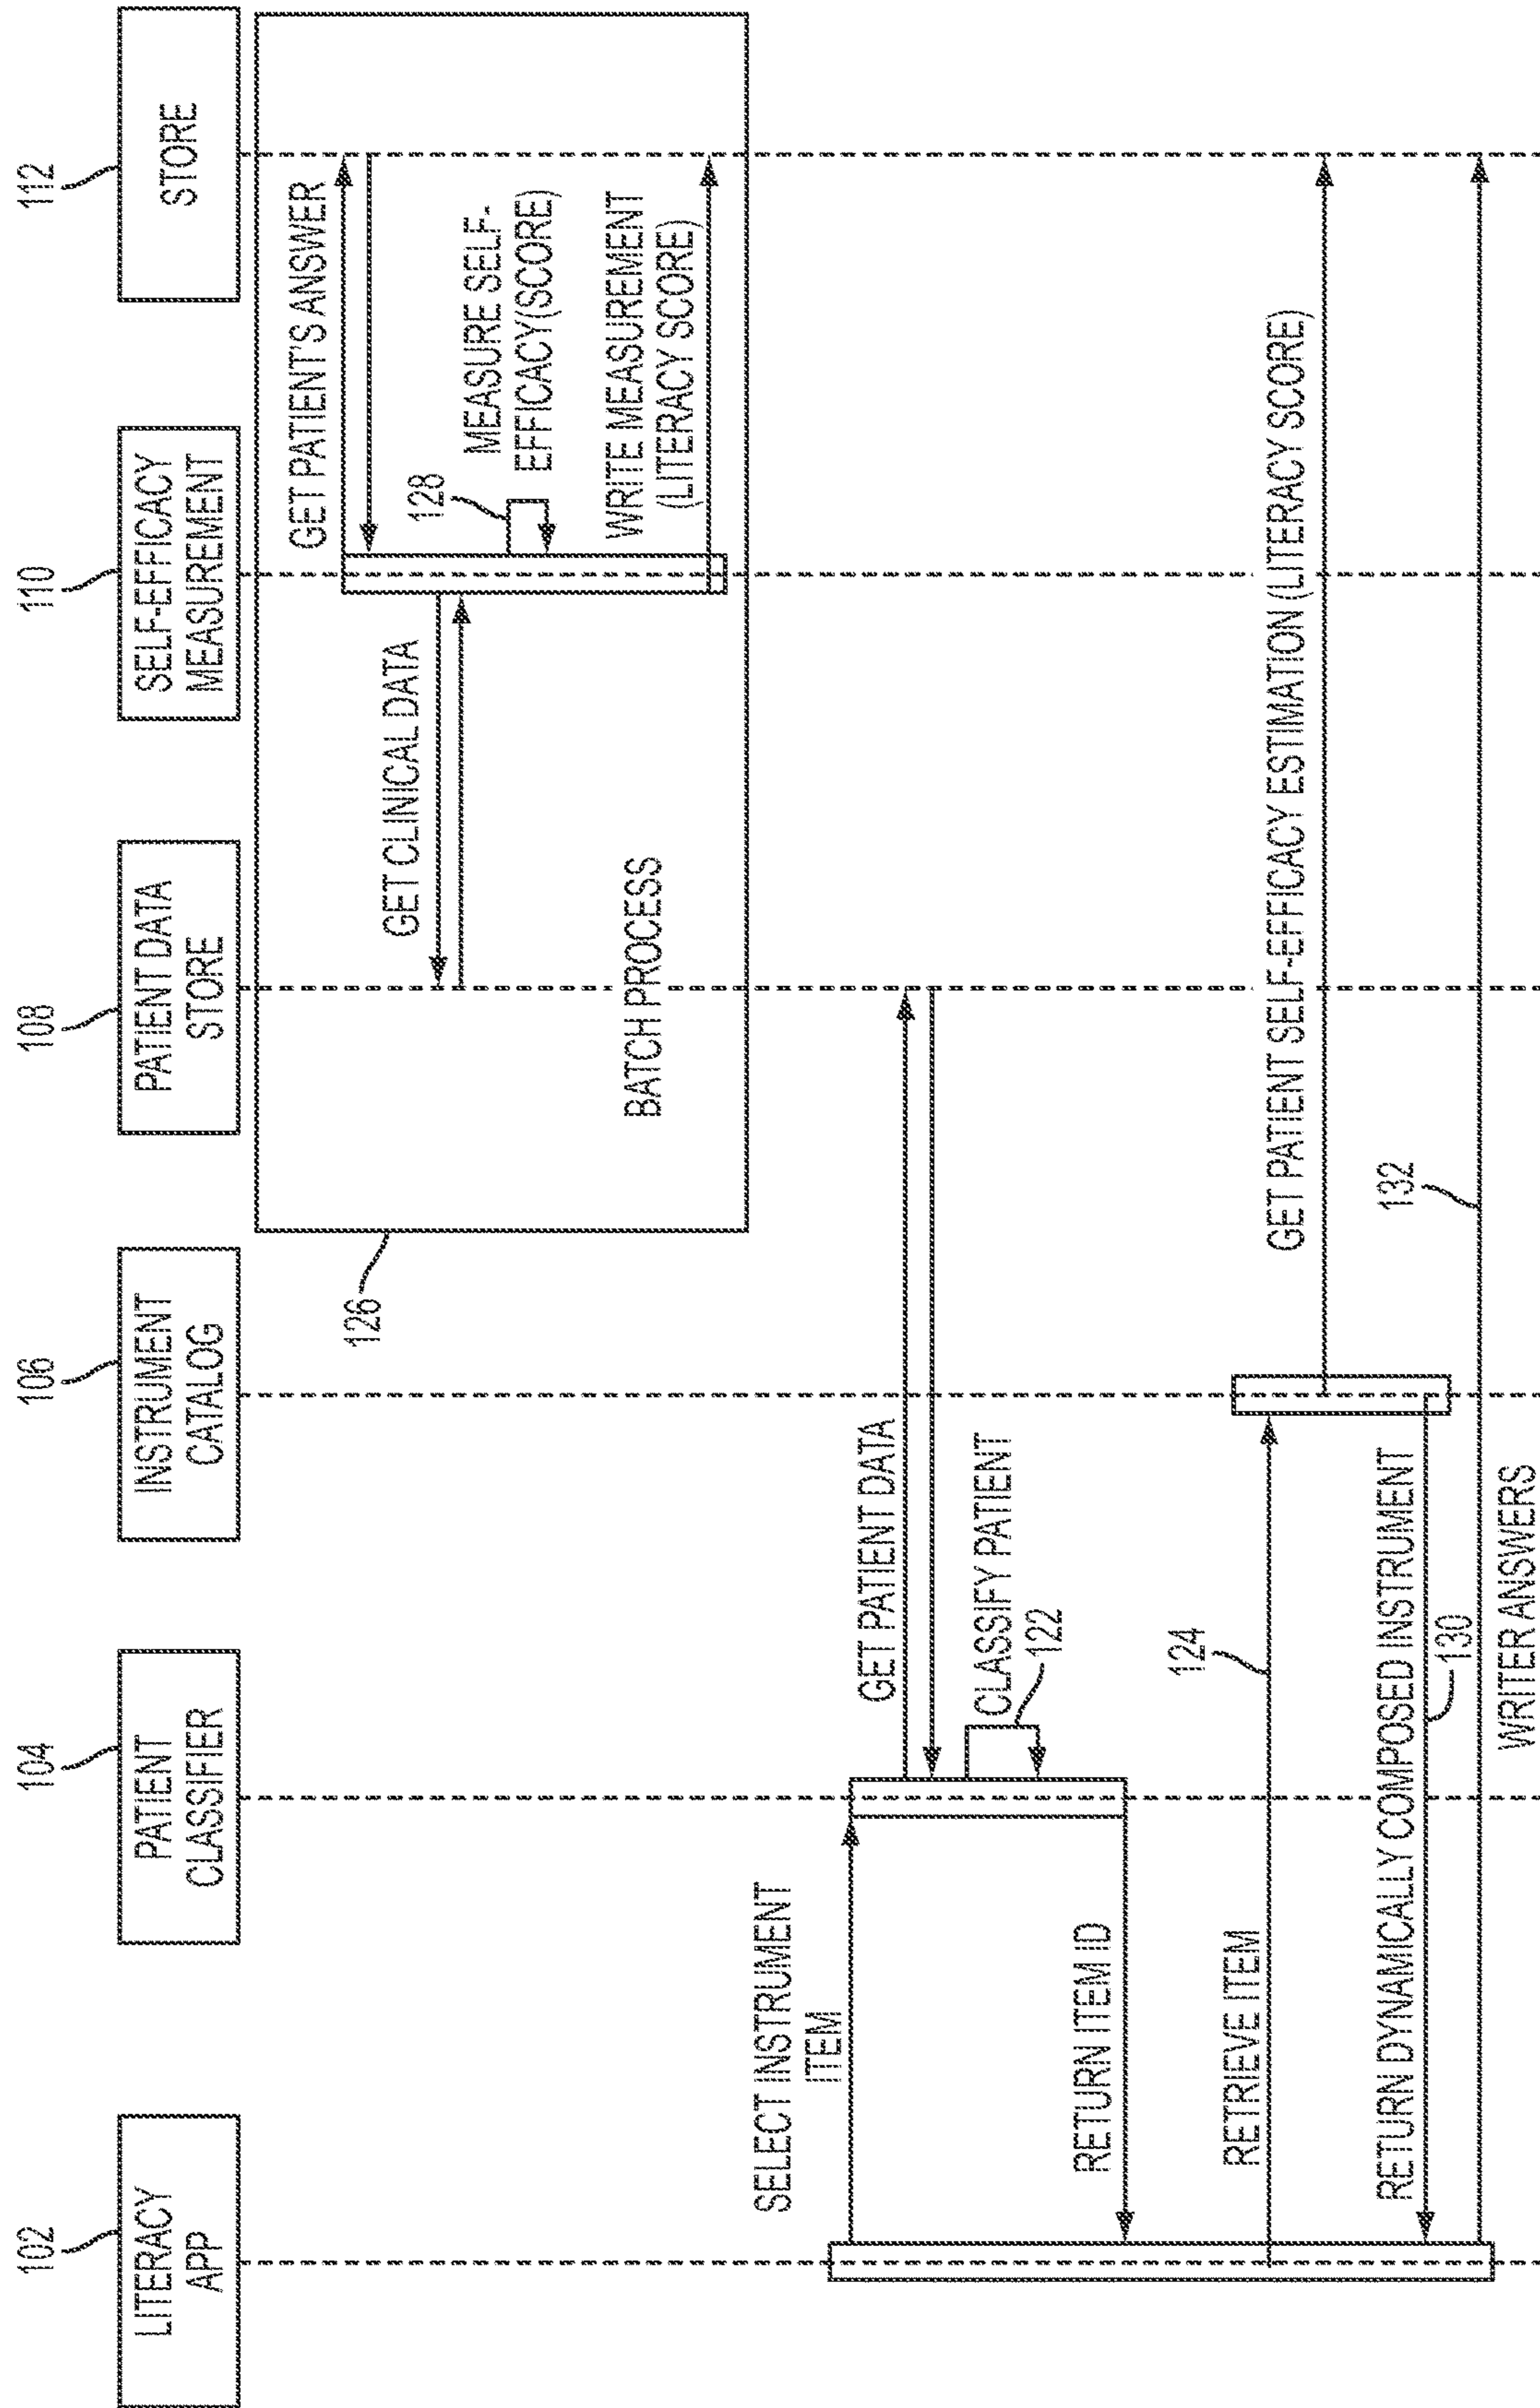 102
LITERACY
APP
104
PATIENT
CLASSIFIER
106
INSTRUMENT
CATALOG
108
PATIENT DATA
STORE
110
SELF-EFFICACY
MEASUREMENT
112
STORE
GET PATIENT'S ANSWER
GET CLINICAL DATA
128
MEASURE SELF-
EFFICACY(SCORE)
WRITE MEASUREMENT
(LITERACY SCORE)
BATCH PROCESS
126
SELECT INSTRUMENT
ITEM
GET PATIENT DATA
CLASSIFY PATIENT
122
RETURN ITEM ID
RETRIEVE ITEM
124
GET PATIENT SELF-EFFICACY ESTIMATION (LITERACY SCORE)
RETURN DYNAMICALLY COMPOSED INSTRUMENT
130
132
WRITER ANSWERS